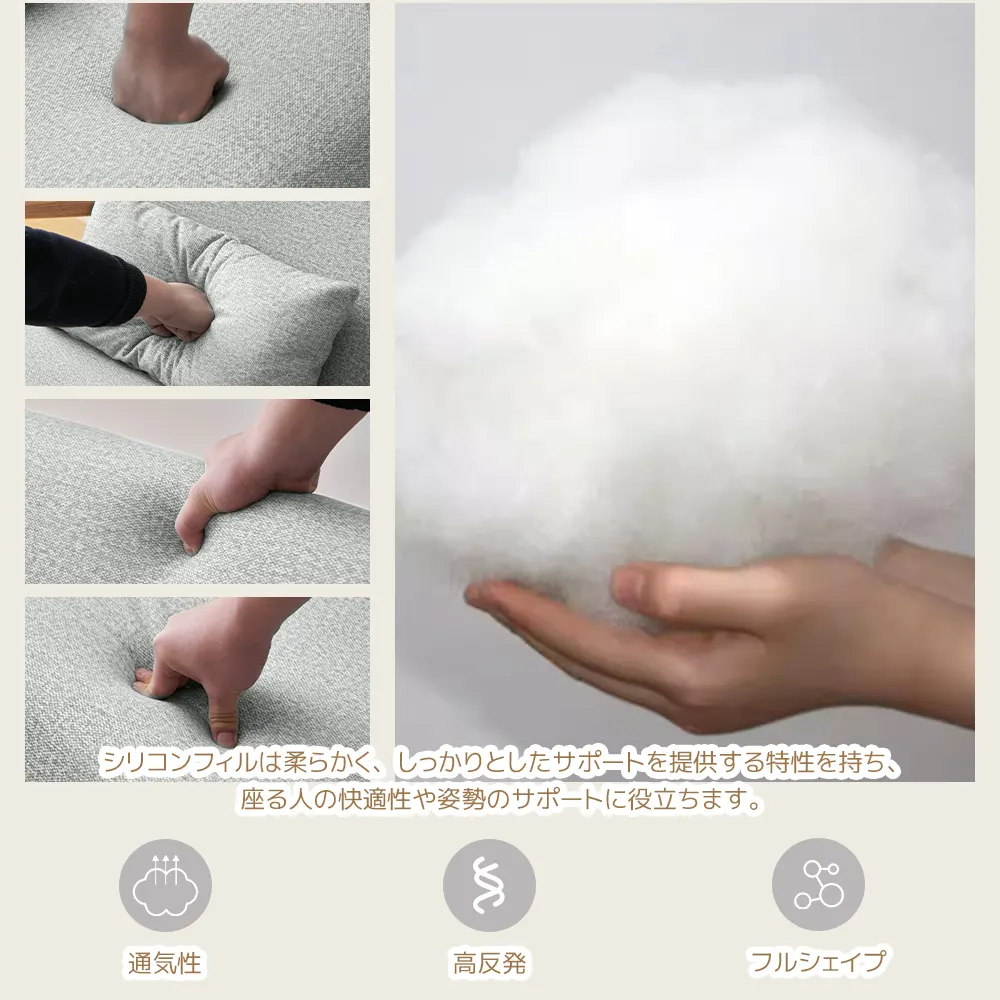 シリコンフィルは柔らかく、しっかりとしたサポートを提供する特性を持ち、
座る人の快適性や姿勢のサポートに役立ちます。
通気性
高反発
フルシェイプ